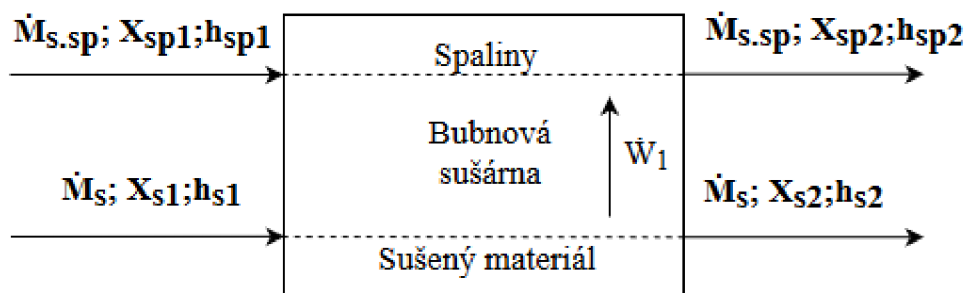 Ṁs.sp; Xsp1;hsp1
Ṁs.sp; Xsp2;hsp2
Spaliny
Bubnová
sušárna
Ẇ1
Ṁs; Xs1;hs1
Ṁs; Xs2;hs2
Sušený materiál